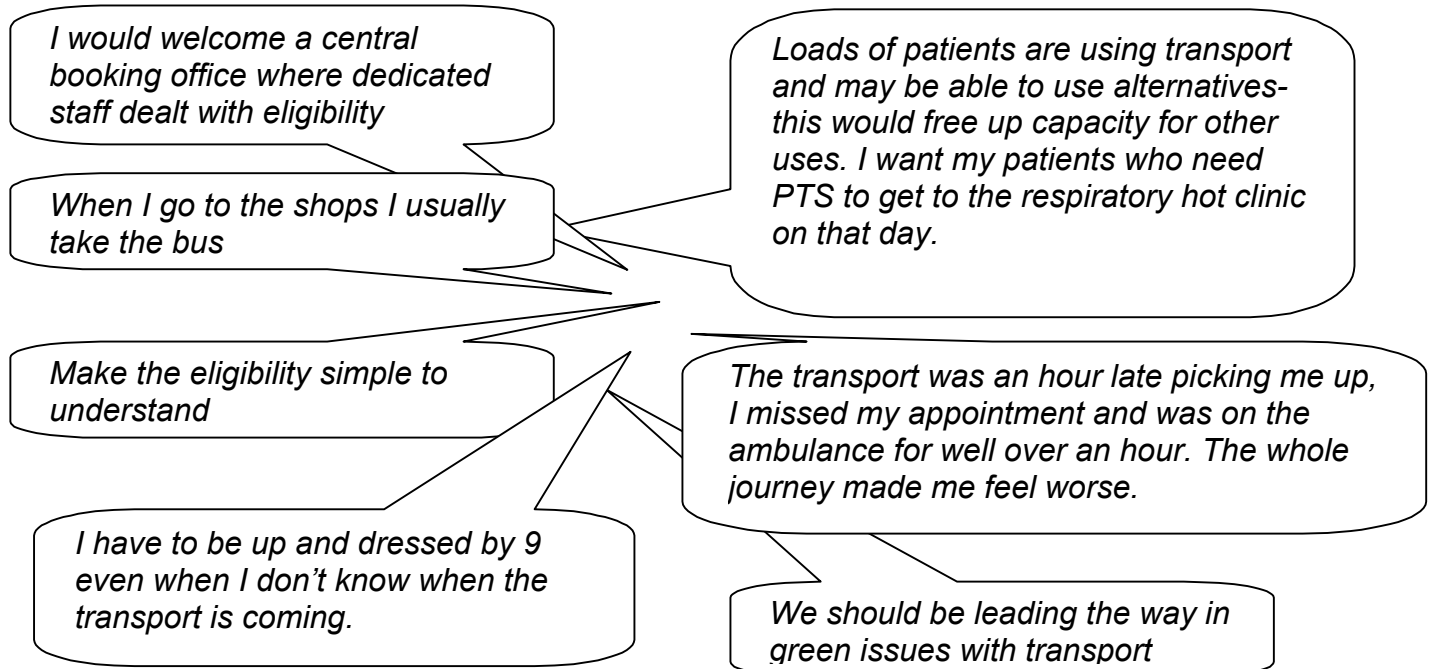 I would welcome a central
booking office where dedicated
staff dealt with eligibility
Loads of patients are using transport
and may be able to use alternatives-
this would free up capacity for other
uses. I want my patients who need
PTS to get to the respiratory hot clinic
on that day.
When I go to the shops I usually
take the bus
Make the eligibility simple to
understand
The transport was an hour late picking me up,
I missed my appointment and was on the
ambulance for well over an hour. The whole
journey made me feel worse.
I have to be up and dressed by 9
even when I don’t know when the
transport is coming.
We should be leading the way in
green issues with transport